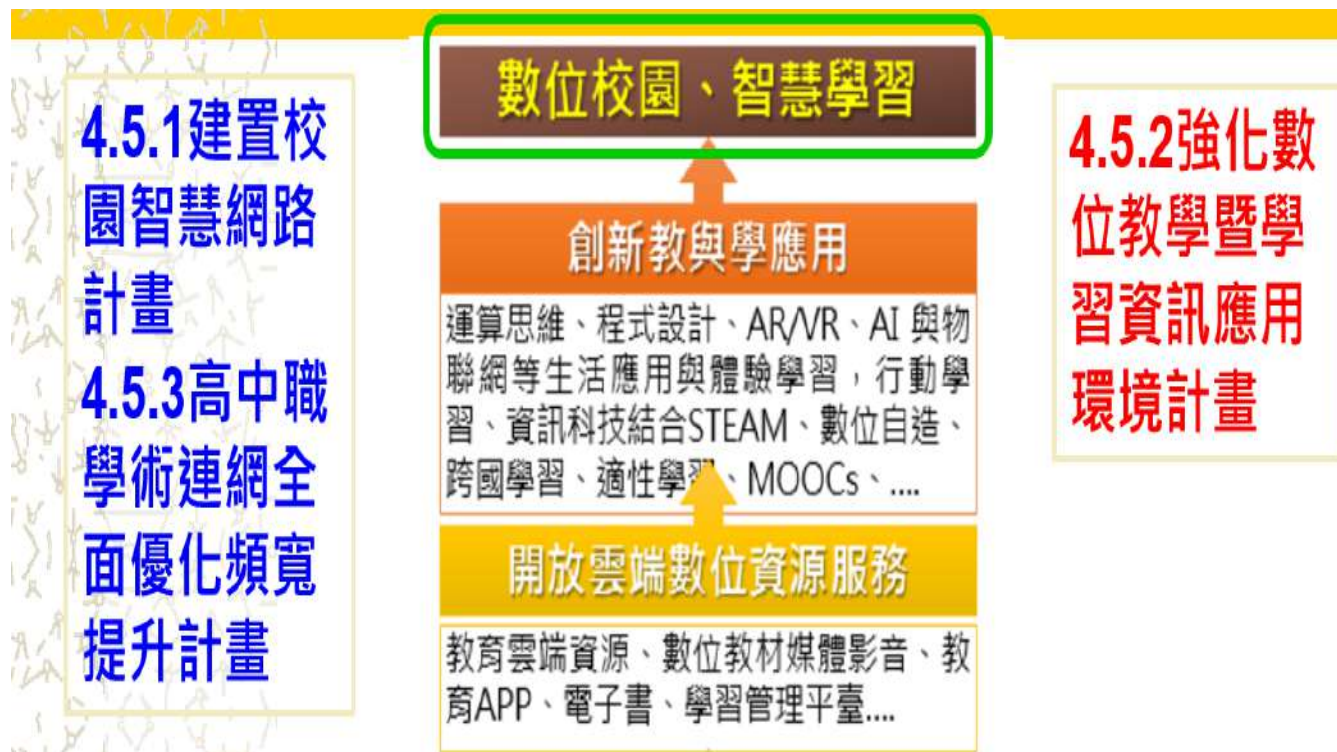 數位校園、智慧學習
4.5.1建置校
園智慧網路
計畫
4.5.3高中職
學術連網全
面優化頻寬
提升計畫
創新教與學應用
運算思維、程式設計、AR/VR、AI 與物
聯網等生活應用與體驗學習，行動學
習、資訊科技結合STEAM、數位自造、
跨國學習、適性學習、MOOCs、....
開放雲端數位資源服務
教育雲端資源、數位教材媒體影音、教
育APP、電子書、學習管理平臺....
4.5.2強化數
位教學暨學
習資訊應用
環境計畫